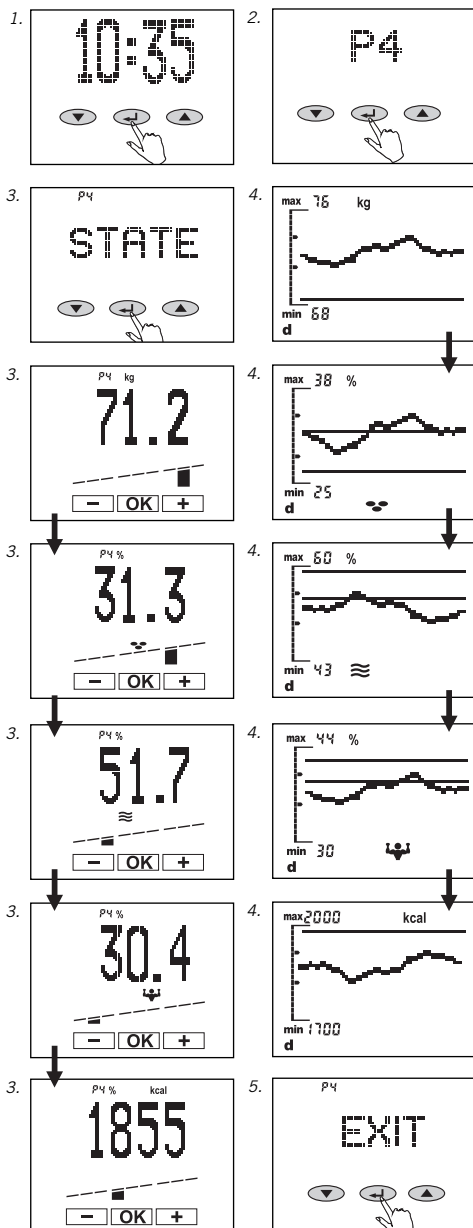 1.
10:35
2.
P4
3.
P4
STATE
4.
max 76 kg
min 68
d
3.
P4 kg
71.2
– OK +
4.
max 38 %
min 25
d
3.
P4 %
31.3
– OK +
4.
max 60 %
min 43
d
3.
P4 %
51.7
– OK +
4.
max 44 %
min 30
d
3.
P4 %
30.4
– OK +
4.
max 2000 kcal
min 1700
d
3.
P4 % kcal
1855
– OK +
5.
P4
EXIT